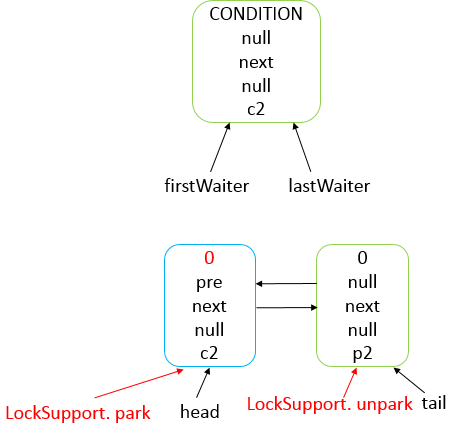 CONDITION
null
next
null
c2
firstWaiter
lastWaiter
0
pre
next
null
c2
0
null
next
null
p2
LockSupport. park
head
LockSupport. unpark
tail